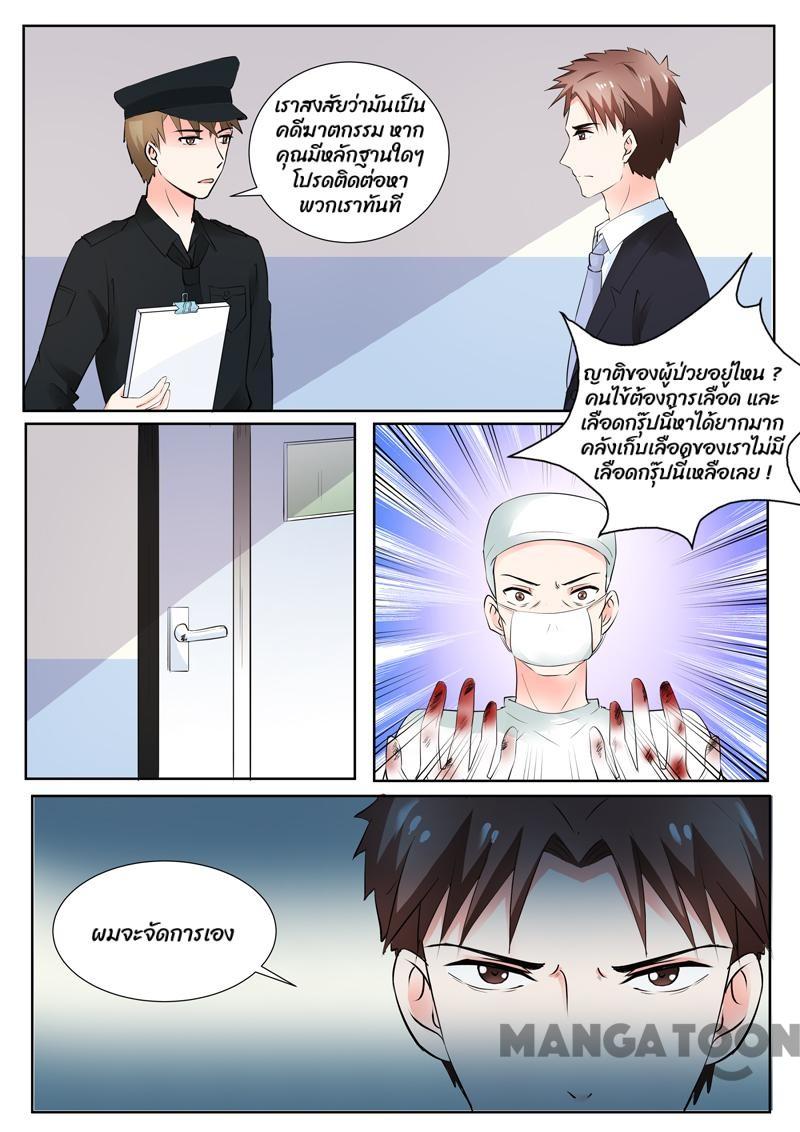 เราสงสัยว่ามันเป็น
คดีฆาตกรรม หาก
คุณมีหลักฐานใดๆ
โปรดติดต่อหา
พวกเราทันที
ญาติของผู้ป่วยอยู่ไหน ?
คนไข้ต้องการเลือด และ
เลือดกรุ๊ปนี้หาได้ยากมาก
คลังเก็บเลือดของเราไม่มี
เลือดกรุ๊ปนี้เหลือเลย !
ผมจะจัดการเอง
MANGATOON